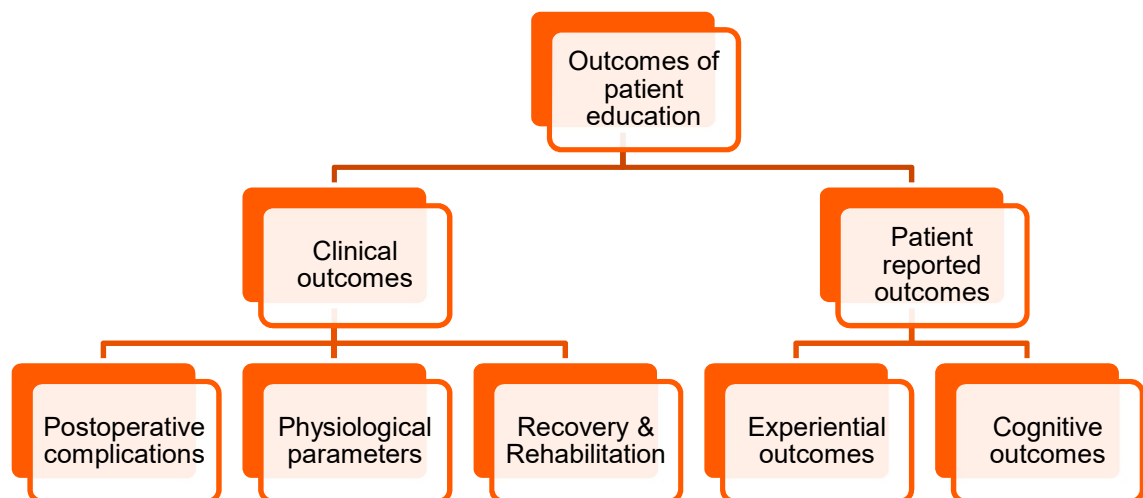 Outcomes of
patient
education
Clinical
outcomes
Patient
reported
outcomes
Postoperative
complications
Physiological
parameters
Recovery &
Rehabilitation
Experiential
outcomes
Cognitive
outcomes